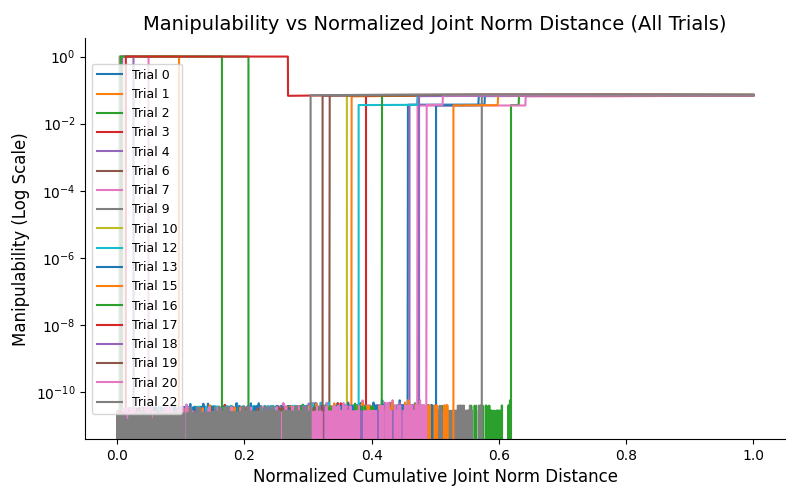 Manipulability vs Normalized Joint Norm Distance (All Trials)
Manipulability (Log Scale)
10^0
10^-2
10^-4
10^-6
10^-8
10^-10
Trial 0
Trial 1
Trial 2
Trial 3
Trial 4
Trial 6
Trial 7
Trial 9
Trial 10
Trial 12
Trial 13
Trial 15
Trial 16
Trial 17
Trial 18
Trial 19
Trial 20
Trial 22
0.0 0.2 0.4 0.6 0.8 1.0
Normalized Cumulative Joint Norm Distance